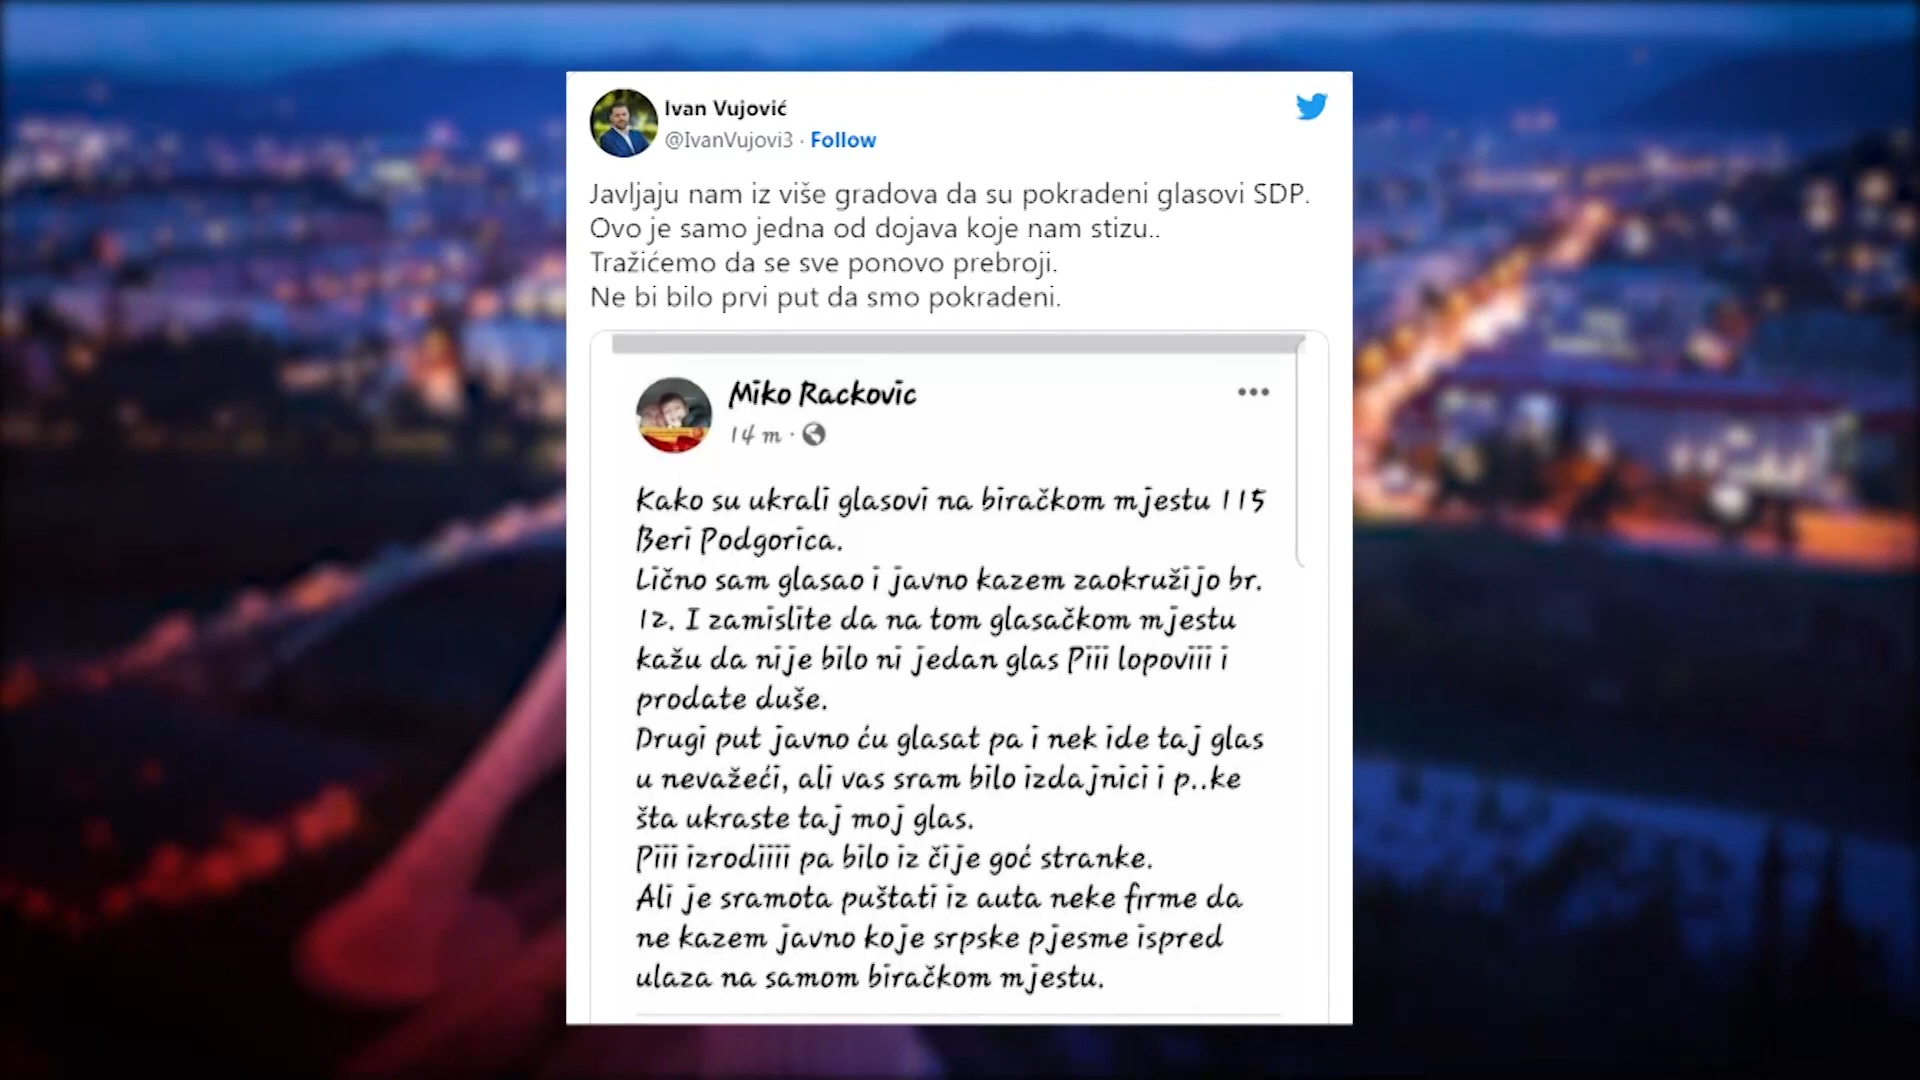 Ivan Vujović
@IvanVujovi3 · Follow
Javljaju nam iz više gradova da su pokradeni glasovi SDP.
Ovo je samo jedna od dojava koje nam stizu..
Tražićemo da se sve ponovo prebroji.
Ne bi bilo prvi put da smo pokradeni.
Miko Rackovic
14 m ·
Kako su ukrali glasovi na biračkom mjestu 115
Beri Podgorica.
Lično sam glasao i javno kazem zaokružijo br.
12. I zamislite da na tom glasačkom mjestu
kažu da nije bilo ni jedan glas Piii lopoviii i
prodate duše.
Drugi put javno ću glasat pa i nek ide taj glas
u nevažeći, ali vas sram bilo izdajnici i p..ke
šta ukraste taj moj glas.
Piii izrodiiii pa bilo iz čije goć stranke.
Ali je sramota puštati iz auta neke firme da
ne kazem javno koje srpske pjesme ispred
ulaza na samom biračkom mjestu.